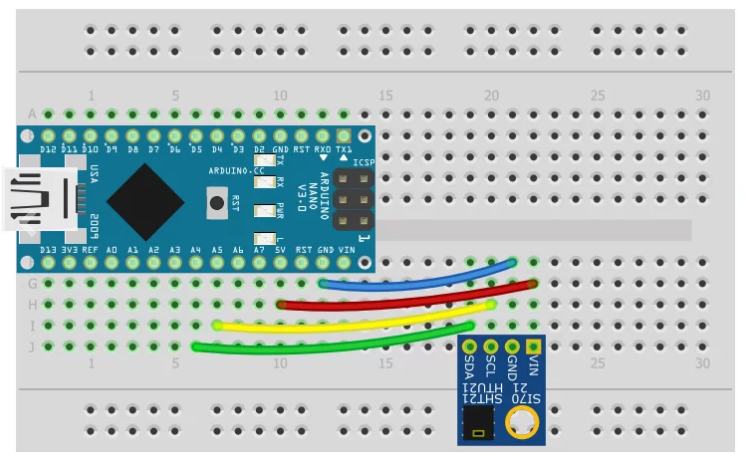 1 5 10 15 20 25 30
A
D12 D11 D10 D9 D8 D7 D6 D5 D4 D3 D2 GND RST RX0 TX1
TX
RX
PWR
L
ICSP
1
ARDUINO.CC
RST
ARDUINO
NANO
V3.0
USB
2009
D13 3V3 REF A0 A1 A2 A3 A4 A5 A6 A7 5V RST GND VIN
G
H
I
J
1 5 10 15 25 30
SDA SCL GND VIN
HTU21
SHT21
SI70
21